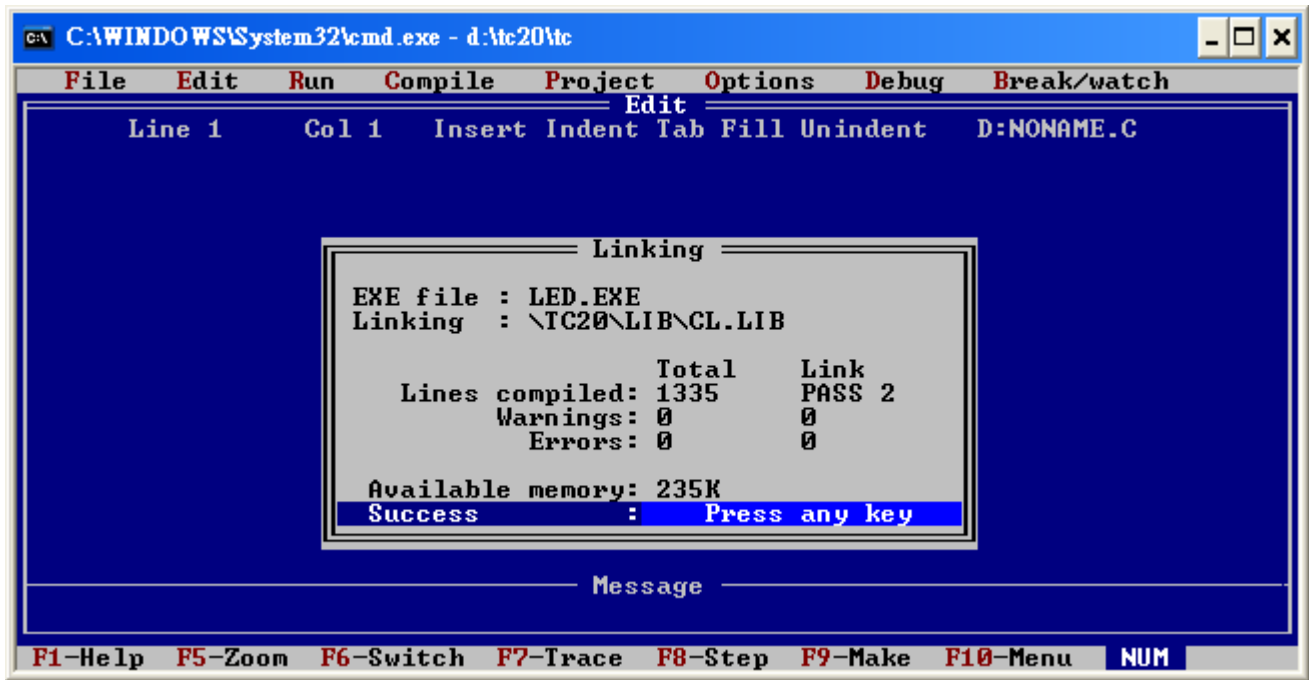 C:\WINDOWS\System32\cmd.exe - d:\tc20\tc
File Edit Run Compile Project Options Debug Break/watch
Edit
Line 1 Col 1 Insert Indent Tab Fill Unindent D:NONAME.C
Linking
EXE file : LED.EXE
Linking : \TC20\LIB\CL.LIB
Total Link
Lines compiled: 1335 PASS 2
Warnings: 0 0
Errors: 0 0
Available memory: 235K
Success : Press any key
Message
F1-Help F5-Zoom F6-Switch F7-Trace F8-Step F9-Make F10-Menu NUM